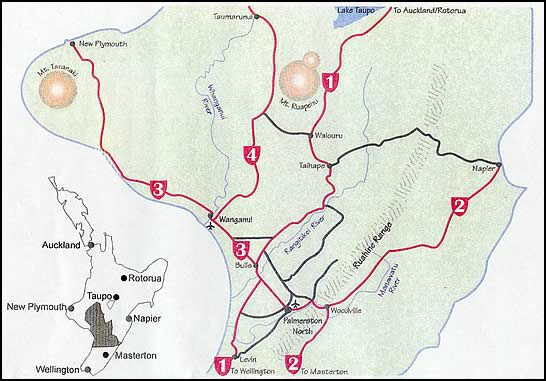 Lake Taupo
To Auckland/Rotorua
Taumarunui
New Plymouth
Mt. Taranaki
Whanganui
River
Mt. Ruapehu
1
Waiouru
4
Taihape
Napier
3
2
Wanganui
Rangitikei River
Ruahine Range
3
Bulls
Manawatu
River
Palmerston
North
Woodville
Levin
1
To Wellington
2
To Masterton
Auckland
Rotorua
Taupo
New Plymouth
Napier
Masterton
Wellington